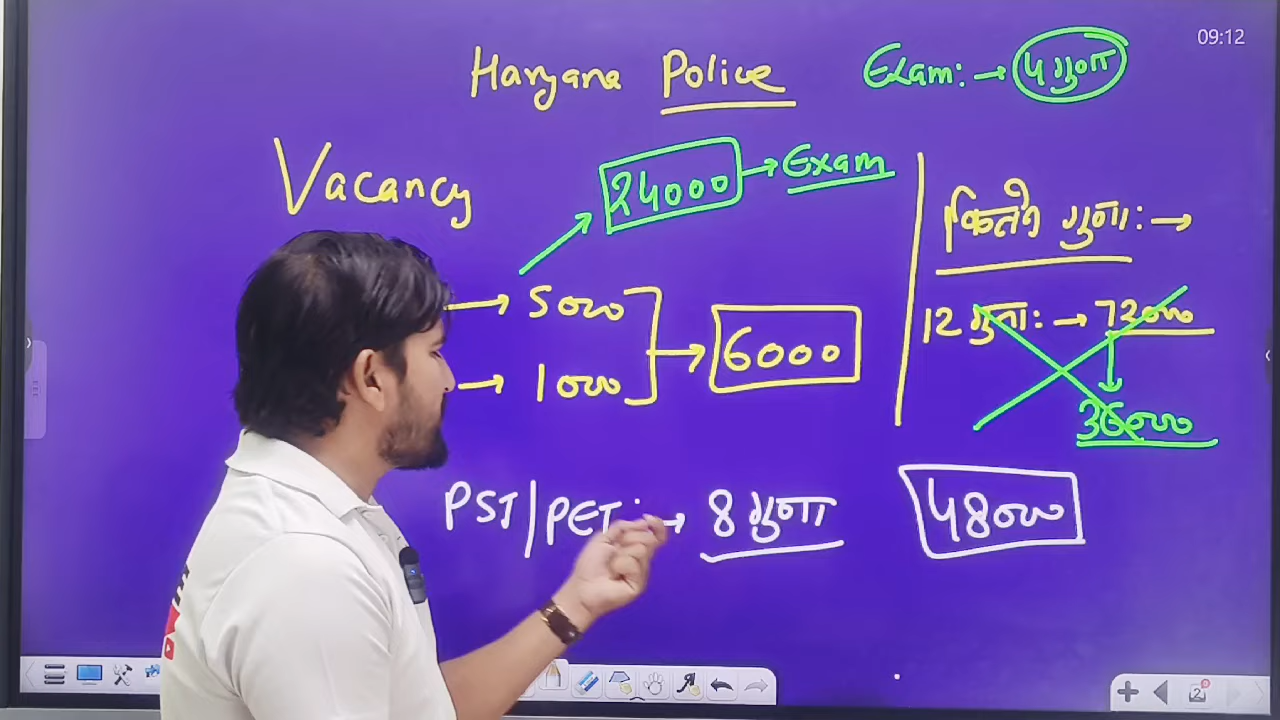 09:12
Haryana Police
Exam: → 4 गुना
Vacancy
24000 → Exam
कितने गुना: →
→ 5000
→ 1000
→ 6000
12 गुना: → 72000
36000
PST/PET: → 8 गुना
48000